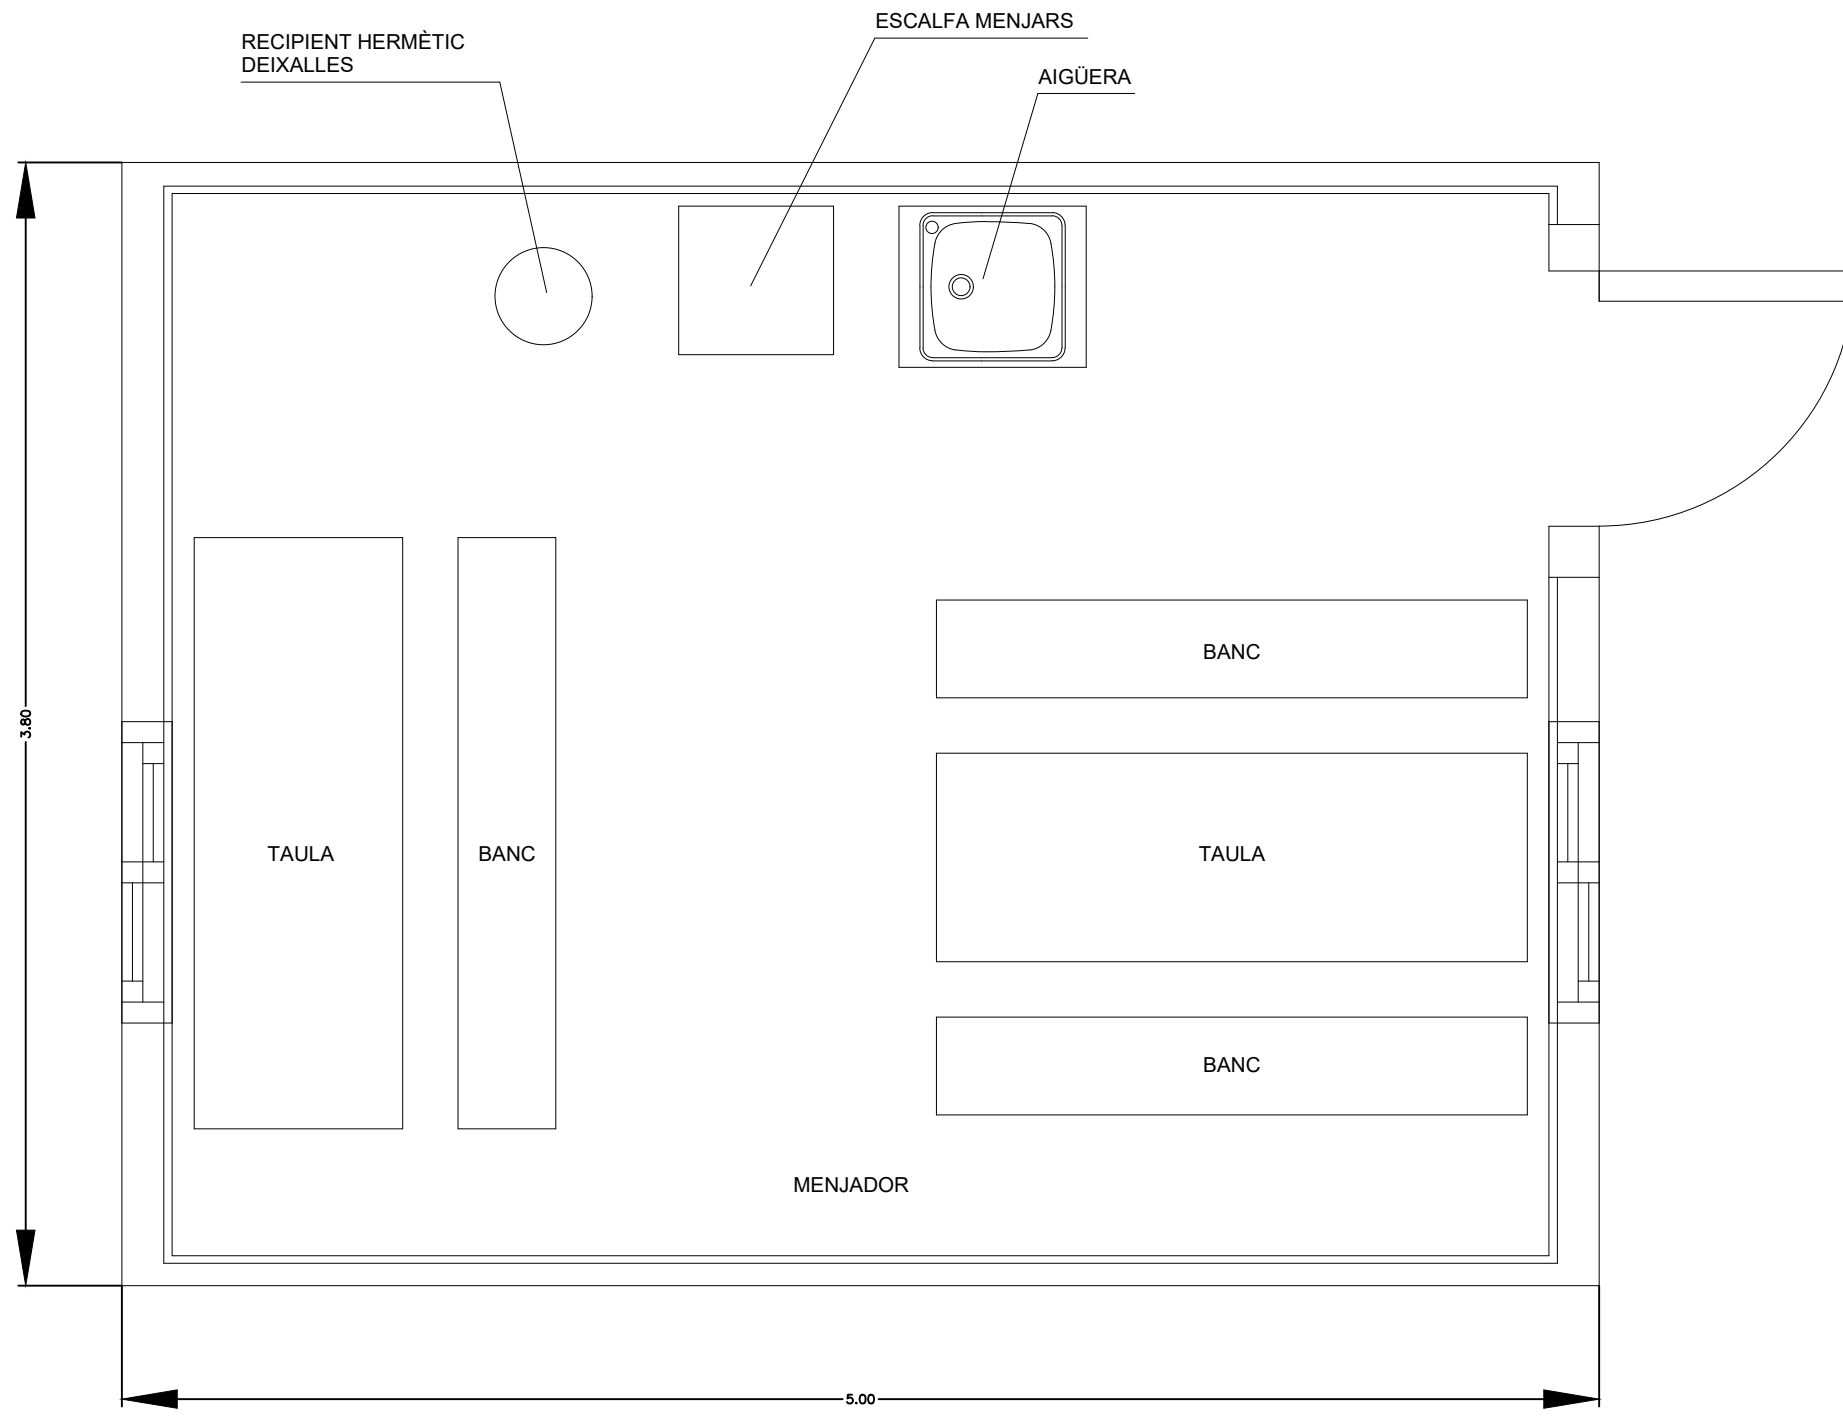 ESCALFA MENJARS
RECIPIENT HERMÈTIC
DEIXALLES
AIGÜERA
BANC
3.80
TAULA
BANC
TAULA
BANC
MENJADOR
5.00